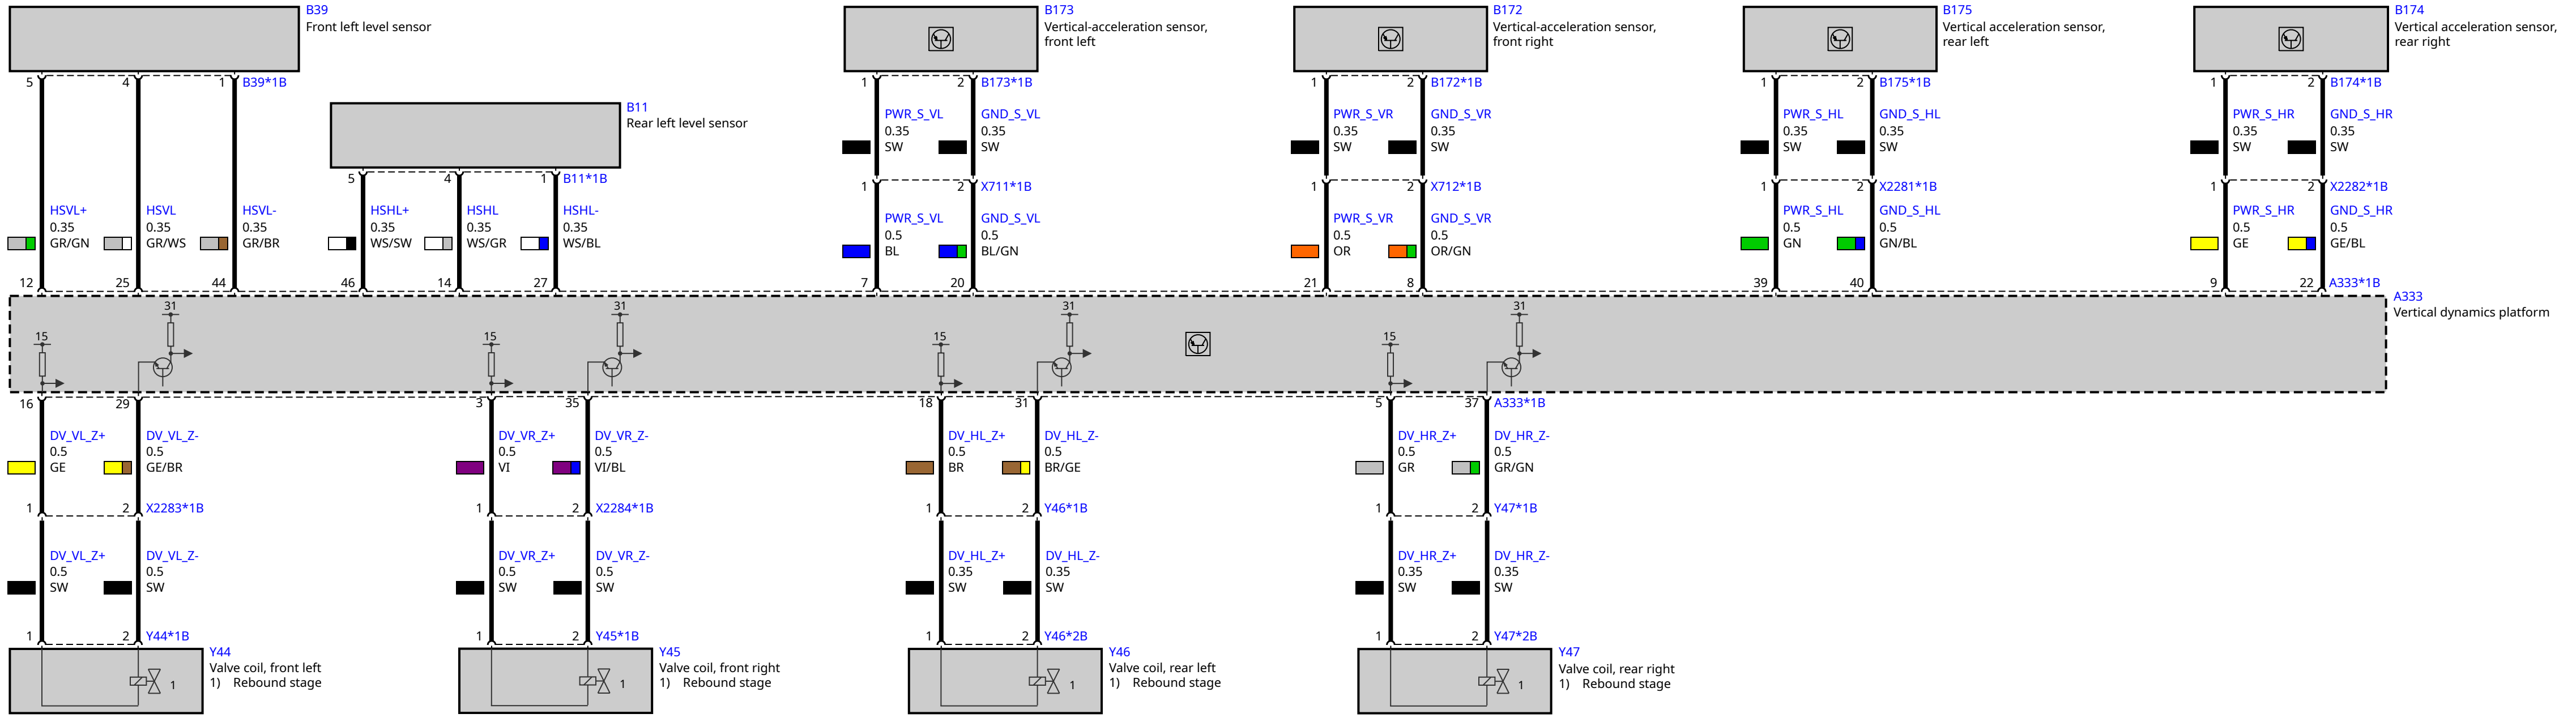 B39
Front left level sensor
B173
Vertical-acceleration sensor,
front left
B172
Vertical-acceleration sensor,
front right
B175
Vertical acceleration sensor,
rear left
B174
Vertical acceleration sensor,
rear right
5 4 1 B39*1B
1 2 B173*1B
1 2 B172*1B
1 2 B175*1B
1 2 B174*1B
B11
Rear left level sensor
5 4 1 B11*1B
PWR_S_VL GND_S_VL
0.35 0.35
SW SW
PWR_S_VR GND_S_VR
0.35 0.35
SW SW
PWR_S_HL GND_S_HL
0.35 0.35
SW SW
PWR_S_HR GND_S_HR
0.35 0.35
SW SW
1 2 X711*1B
1 2 X712*1B
1 2 X2281*1B
1 2 X2282*1B
HSVL+ HSVL HSVL-
0.35 0.35 0.35
GR/GN GR/WS GR/BR
HSHL+ HSHL HSHL-
0.35 0.35 0.35
WS/SW WS/GR WS/BL
PWR_S_VL GND_S_VL
0.5 0.5
BL BL/GN
PWR_S_VR GND_S_VR
0.5 0.5
OR OR/GN
PWR_S_HL GND_S_HL
0.5 0.5
GN GN/BL
PWR_S_HR GND_S_HR
0.5 0.5
GE GE/BL
12 25 44 46 14 27 7 20 21 8 39 40 9 22 A333*1B
A333
Vertical dynamics platform
31 31 31 31
15 15 15 15
16 29 3 35 18 31 5 37 A333*1B
DV_VL_Z+ DV_VL_Z-
0.5 0.5
GE GE/BR
DV_VR_Z+ DV_VR_Z-
0.5 0.5
VI VI/BL
DV_HL_Z+ DV_HL_Z-
0.5 0.5
BR BR/GE
DV_HR_Z+ DV_HR_Z-
0.5 0.5
GR GR/GN
1 2 X2283*1B
1 2 X2284*1B
1 2 Y46*1B
1 2 Y47*1B
DV_VL_Z+ DV_VL_Z-
0.5 0.5
SW SW
DV_VR_Z+ DV_VR_Z-
0.5 0.5
SW SW
DV_HL_Z+ DV_HL_Z-
0.35 0.35
SW SW
DV_HR_Z+ DV_HR_Z-
0.35 0.35
SW SW
1 2 Y44*1B
1 2 Y45*1B
1 2 Y46*2B
1 2 Y47*2B
Y44
Valve coil, front left
1) Rebound stage
1
Y45
Valve coil, front right
1) Rebound stage
1
Y46
Valve coil, rear left
1) Rebound stage
1
Y47
Valve coil, rear right
1) Rebound stage
1